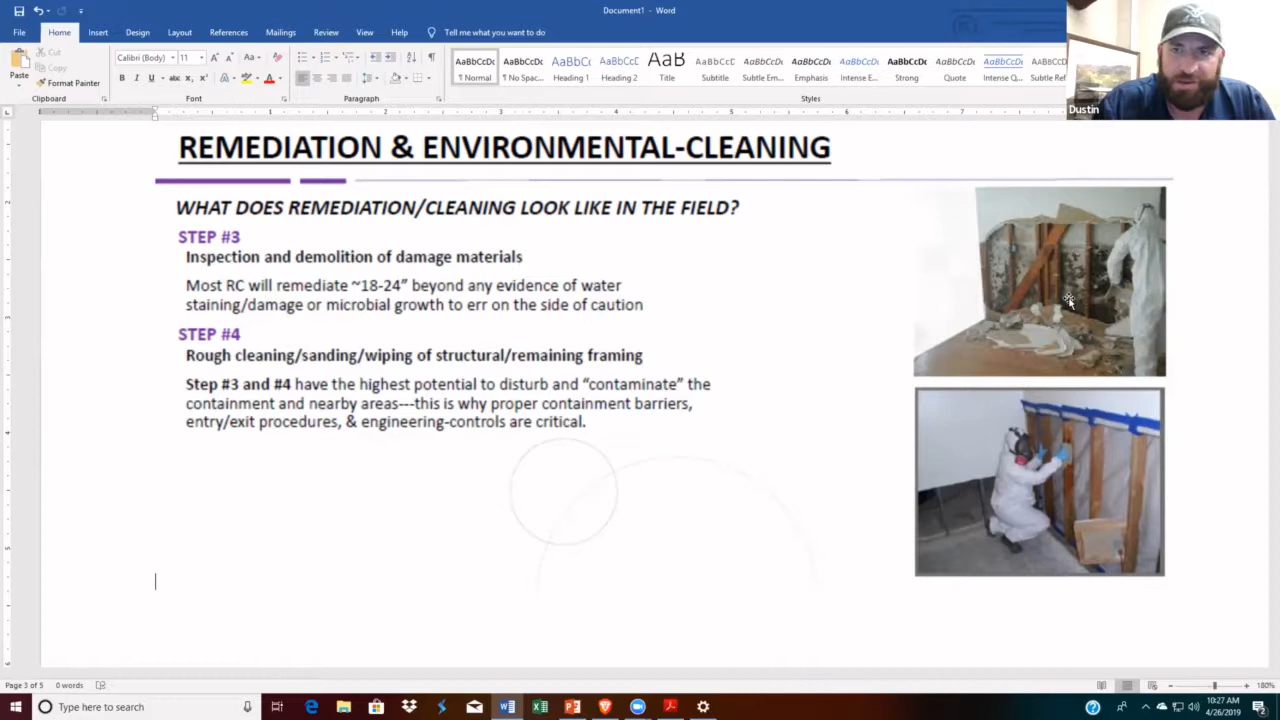 Document1 - Word
File Home Insert Design Layout References Mailings Review View Help Tell me what you want to do
Paste
Cut
Copy
Format Painter
Clipboard
Calibri (Body) 11
Font
Paragraph
AaBbCcDc AaBbCcDc AaBbC( AaBbCcC AaB AaBbCcD AaBbCcDc AaBbCcDc AaBbCcDc AaBbCcDc AaBbCcDc AaBbCcDc
¶ Normal ¶ No Spac... Heading 1 Heading 2 Title Subtitle Subtle Em... Emphasis Intense E... Strong Quote Intense Q... Subtle Ref
Styles
Dustin
REMEDIATION & ENVIRONMENTAL-CLEANING
WHAT DOES REMEDIATION/CLEANING LOOK LIKE IN THE FIELD?
STEP #3
Inspection and demolition of damage materials
Most RC will remediate ~18-24” beyond any evidence of water
staining/damage or microbial growth to err on the side of caution
STEP #4
Rough cleaning/sanding/wiping of structural/remaining framing
Step #3 and #4 have the highest potential to disturb and “contaminate” the
containment and nearby areas---this is why proper containment barriers,
entry/exit procedures, & engineering-controls are critical.
Page 3 of 5 0 words
180%
Type here to search
10:27 AM
4/26/2019